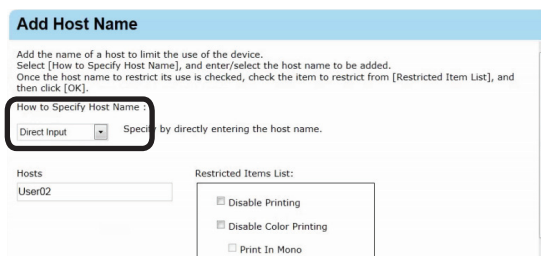 Add Host Name
Add the name of a host to limit the use of the device.
Select [How to Specify Host Name], and enter/select the host name to be added.
Once the host name to restrict its use is checked, check the item to restrict from [Restricted Item List], and
then click [OK].
How to Specify Host Name :
Direct Input Specify by directly entering the host name.
Hosts Restricted Items List:
User02
Disable Printing
Disable Color Printing
Print In Mono